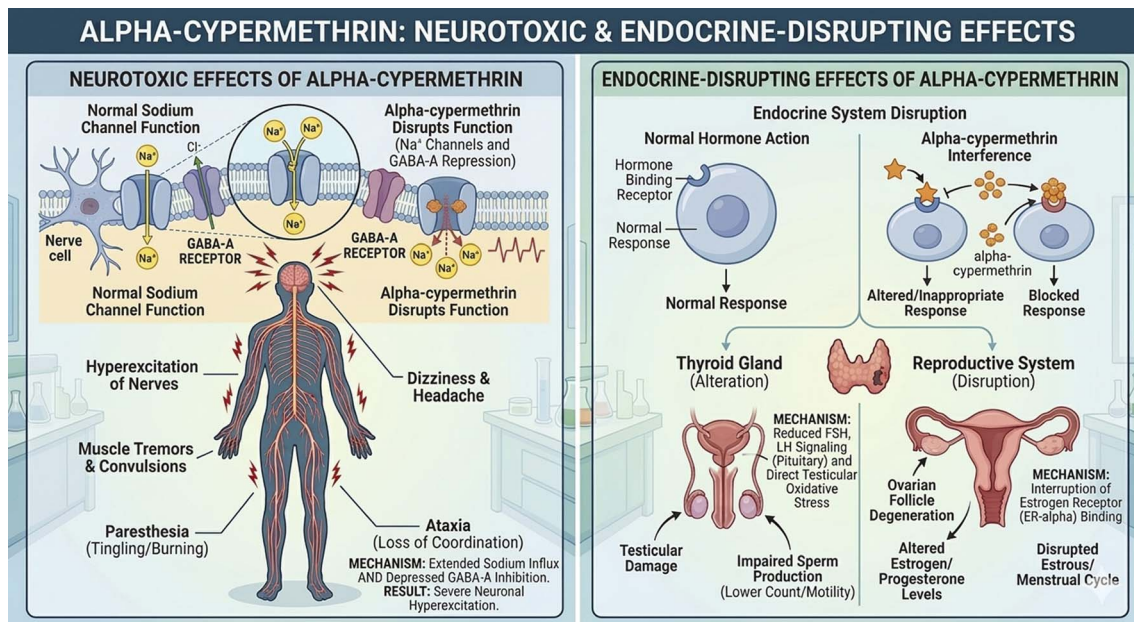 ALPHA-CYPERMETHRIN: NEUROTOXIC & ENDOCRINE-DISRUPTING EFFECTS
NEUROTOXIC EFFECTS OF ALPHA-CYPERMETHRIN
Normal Sodium
Channel Function
Na⁺
Cl⁻
Na⁺
Na⁺
Na⁺
Alpha-cypermethrin
Disrupts Function
(Na⁺ Channels and
GABA-A Repression)
Nerve
cell
Na⁺
GABA-A
RECEPTOR
GABA-A
RECEPTOR
Na⁺
Na⁺
Na⁺
Normal Sodium
Channel Function
Alpha-cypermethrin
Disrupts Function
Hyperexcitation
of Nerves
Dizziness &
Headache
Muscle Tremors
& Convulsions
Paresthesia
(Tingling/Burning)
Ataxia
(Loss of Coordination)
MECHANISM: Extended Sodium Influx
AND Depressed GABA-A Inhibition.
RESULT: Severe Neuronal
Hyperexcitation.
ENDOCRINE-DISRUPTING EFFECTS OF ALPHA-CYPERMETHRIN
Endocrine System Disruption
Normal Hormone Action
Hormone
Binding
Receptor
Normal
Response
Normal Response
Alpha-cypermethrin
Interference
alpha-
cypermethrin
Altered/Inappropriate
Response
Blocked
Response
Thyroid Gland
(Alteration)
Reproductive System
(Disruption)
MECHANISM:
Reduced FSH,
LH Signaling
(Pituitary) and
Direct Testicular
Oxidative
Stress
Testicular
Damage
Impaired Sperm
Production
(Lower Count/Motility)
Ovarian
Follicle
Degeneration
MECHANISM:
Interruption of
Estrogen Receptor
(ER-alpha) Binding
Altered
Estrogen/
Progesterone
Levels
Disrupted
Estrous/
Menstrual Cycle